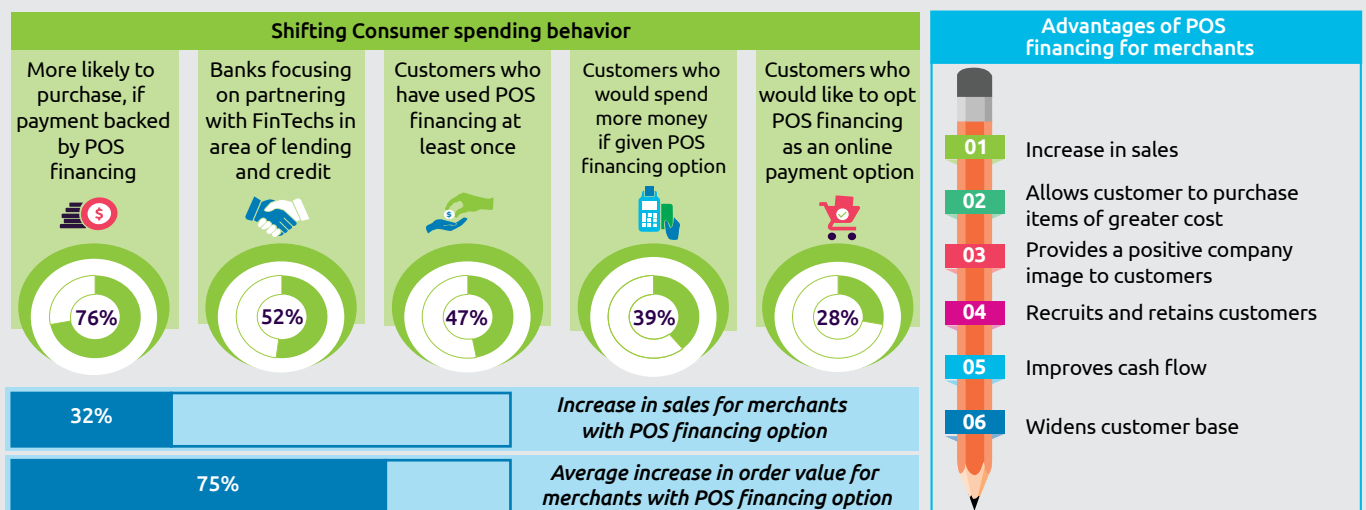 Shifting Consumer spending behavior
More likely to
purchase, if
payment backed
by POS
financing
$
76%
Banks focusing
on partnering
with FinTechs in
area of lending
and credit
52%
Customers who
have used POS
financing at
least once
$
47%
Customers who
would spend
more money
if given POS
financing option
39%
Customers who
would like to opt
POS financing
as an online
payment option
28%
32%
Increase in sales for merchants
with POS financing option
75%
Average increase in order value for
merchants with POS financing option
Advantages of POS
financing for merchants
01 Increase in sales
02 Allows customer to purchase
items of greater cost
03 Provides a positive company
image to customers
04 Recruits and retains customers
05 Improves cash flow
06 Widens customer base